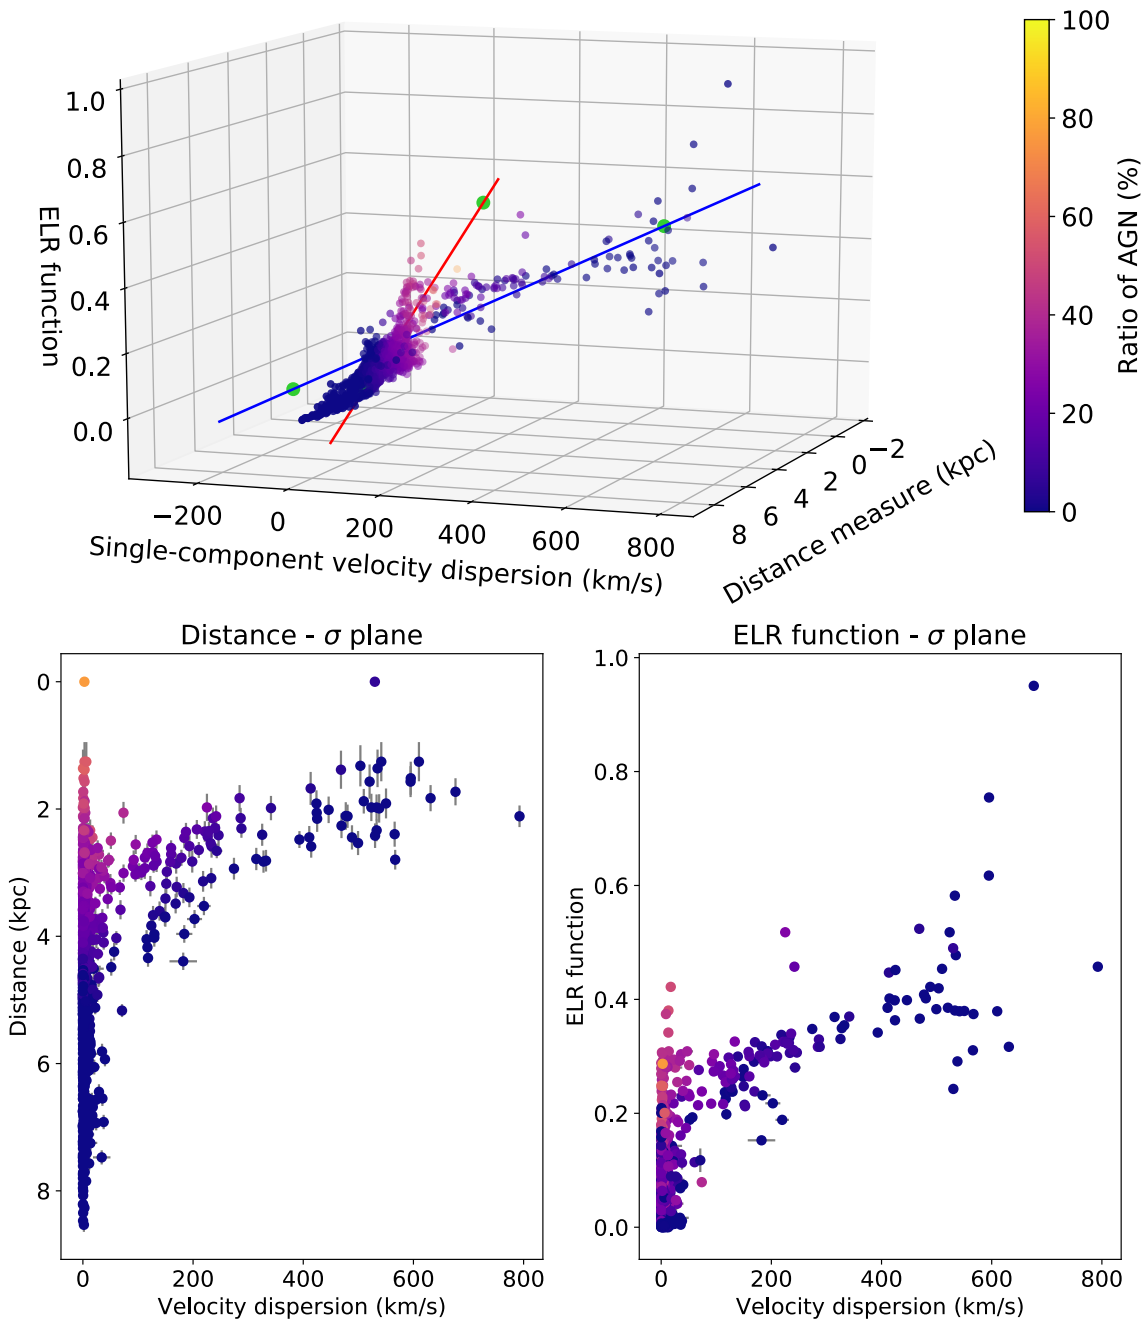 1.0
0.8
0.6
0.4
0.2
0.0
ELR function
−200
0
200
400
600
800
Single-component velocity dispersion (km/s)
8
6
4
2
0
−2
Distance measure (kpc)
100
80
60
40
20
0
Ratio of AGN (%)
Distance - σ plane
0
2
4
6
8
Distance (kpc)
0 200 400 600 800
Velocity dispersion (km/s)
ELR function - σ plane
1.0
0.8
0.6
0.4
0.2
0.0
ELR function
0 200 400 600 800
Velocity dispersion (km/s)